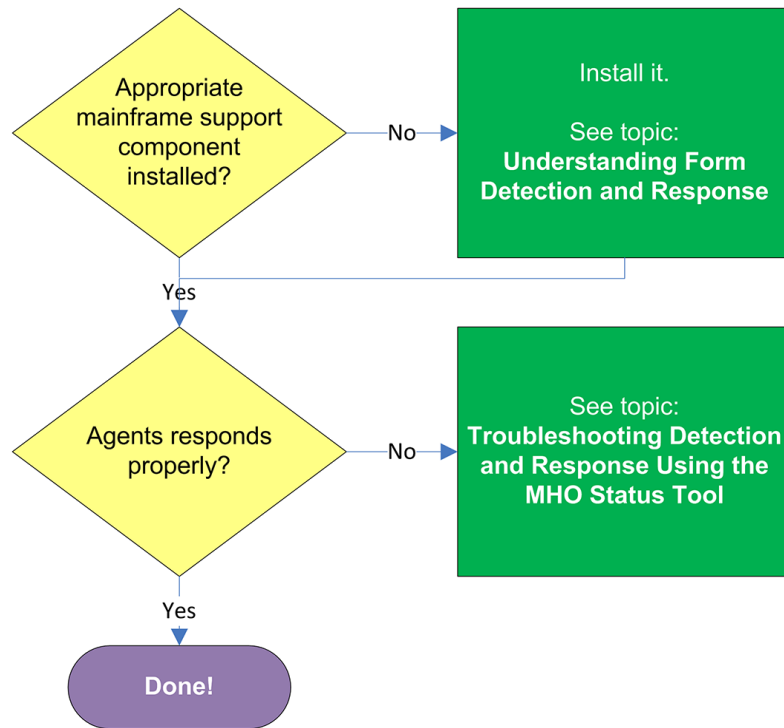 Appropriate
mainframe support
component
installed?
No
Install it.
See topic:
Understanding Form
Detection and Response
Yes
Agents responds
properly?
No
See topic:
Troubleshooting Detection
and Response Using the
MHO Status Tool
Yes
Done!